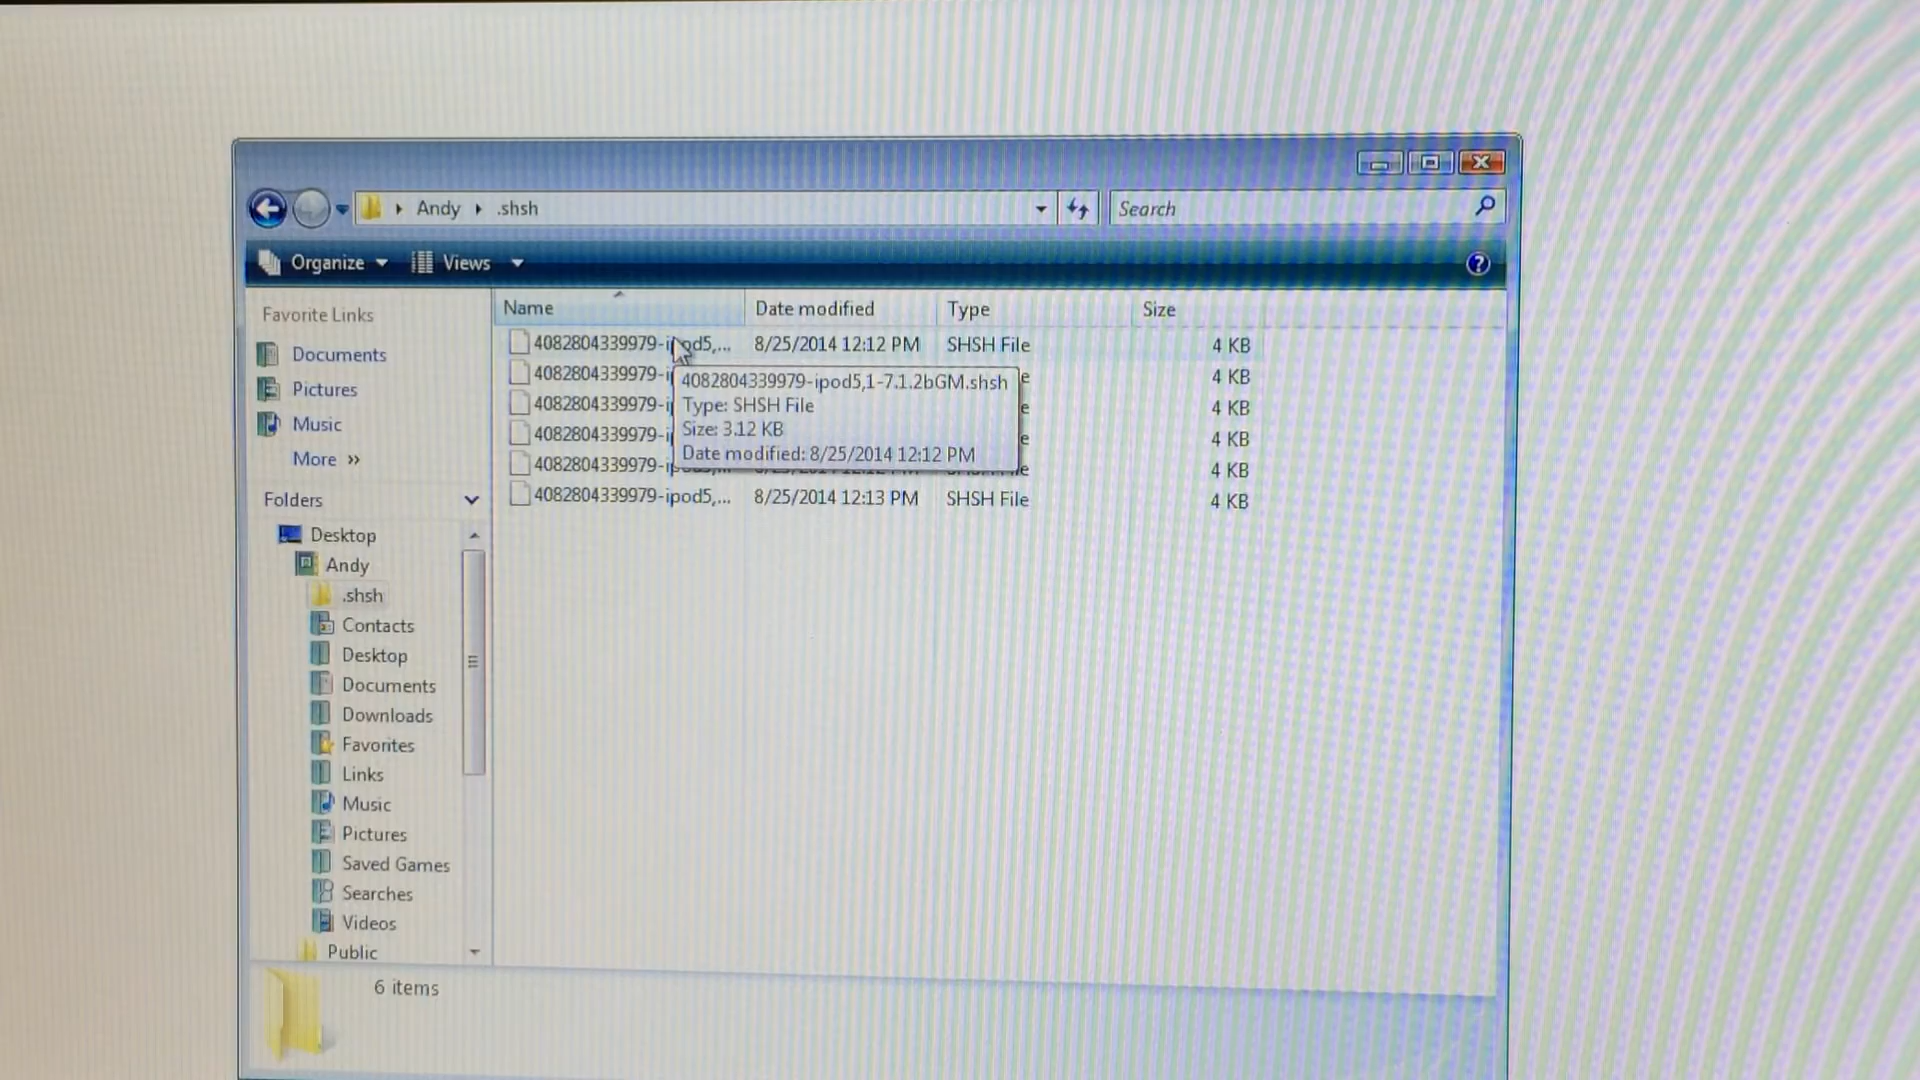 Andy .shsh
Search
Organize Views
Favorite Links
Documents
Pictures
Music
More »
Folders
Desktop
Andy
.shsh
Contacts
Desktop
Documents
Downloads
Favorites
Links
Music
Pictures
Saved Games
Searches
Videos
Public
Name Date modified Type Size
4082804339979-ipod5,... 8/25/2014 12:12 PM SHSH File 4 KB
4082804339979-i 4 KB
4082804339979-i 4 KB
4082804339979-i 4 KB
4082804339979-ipod5,... 4 KB
4082804339979-ipod5,... 8/25/2014 12:13 PM SHSH File 4 KB
4082804339979-ipod5,1-7.1.2bGM.shsh
Type: SHSH File
Size: 3.12 KB
Date modified: 8/25/2014 12:12 PM
6 items